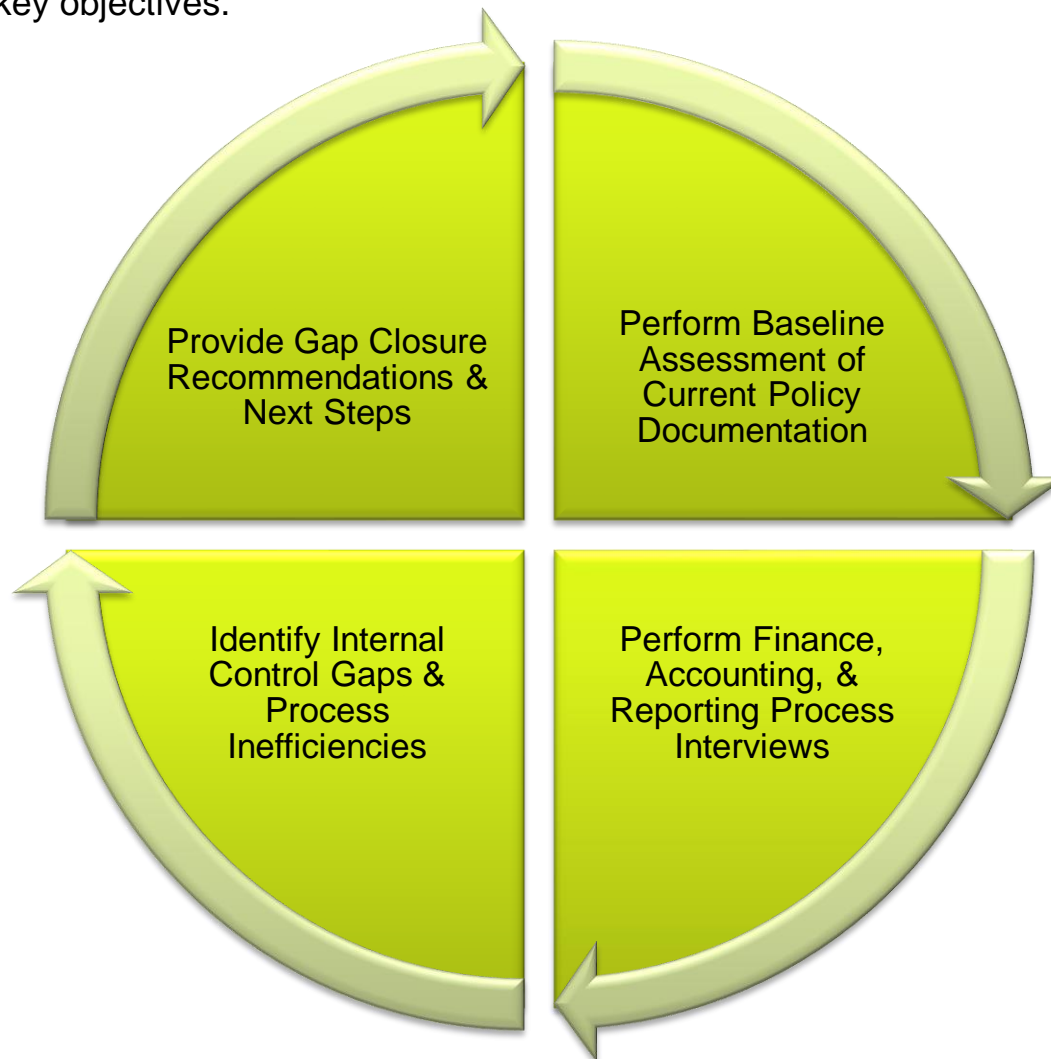 key objectives.
Provide Gap Closure
Recommendations &
Next Steps
Perform Baseline
Assessment of
Current Policy
Documentation
Identify Internal
Control Gaps &
Process
Inefficiencies
Perform Finance,
Accounting, &
Reporting Process
Interviews